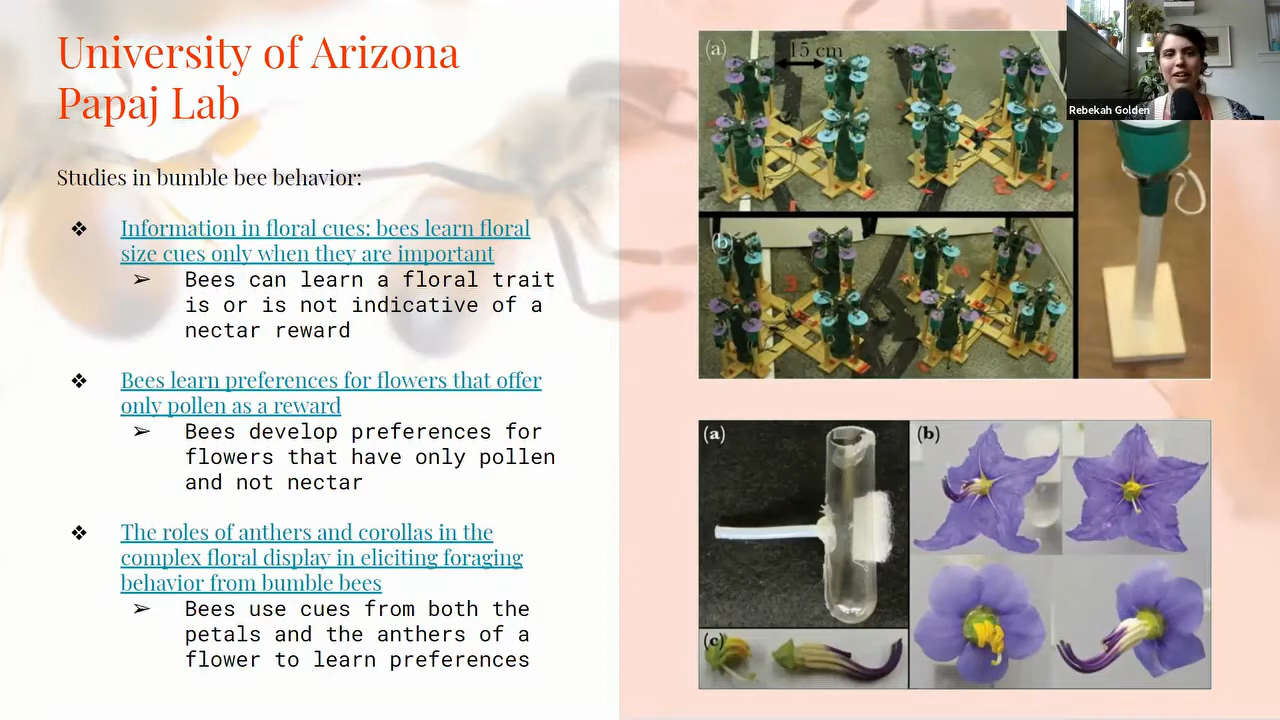 University of Arizona
Papaj Lab
Studies in bumble bee behavior:
❖ Information in floral cues: bees learn floral
size cues only when they are important
➢ Bees can learn a floral trait
is or is not indicative of a
nectar reward
❖ Bees learn preferences for flowers that offer
only pollen as a reward
➢ Bees develop preferences for
flowers that have only pollen
and not nectar
❖ The roles of anthers and corollas in the
complex floral display in eliciting foraging
behavior from bumble bees
➢ Bees use cues from both the
petals and the anthers of a
flower to learn preferences
(a)
15 cm
(b)
Rebekah Golden
(a)
(b)
(c)